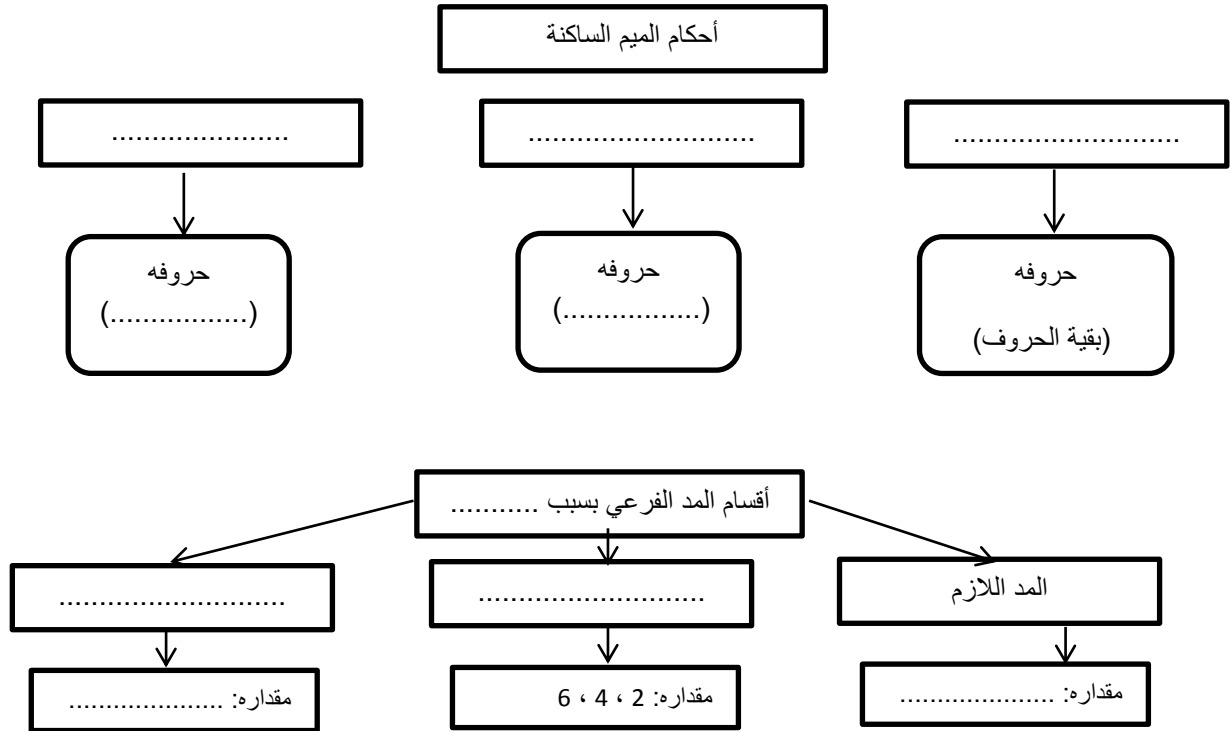 أحكام الميم الساكنة
...........................
...........................
.....................
حروفه
(بقية الحروف)
حروفه
(.................)
حروفه
(.................)
أقسام المد الفرعي بسبب ...........
المد اللازم
...........................
...........................
مقداره: ...................
مقداره: 2 ، 4 ، 6
مقداره: ...................